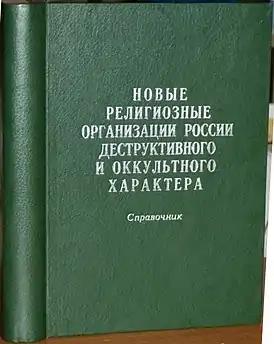 НОВЫЕ
РЕЛИГИОЗНЫЕ
ОРГАНИЗАЦИИ РОССИИ
ДЕСТРУКТИВНОГО
И ОККУЛЬТНОГО
ХАРАКТЕРА
Справочник